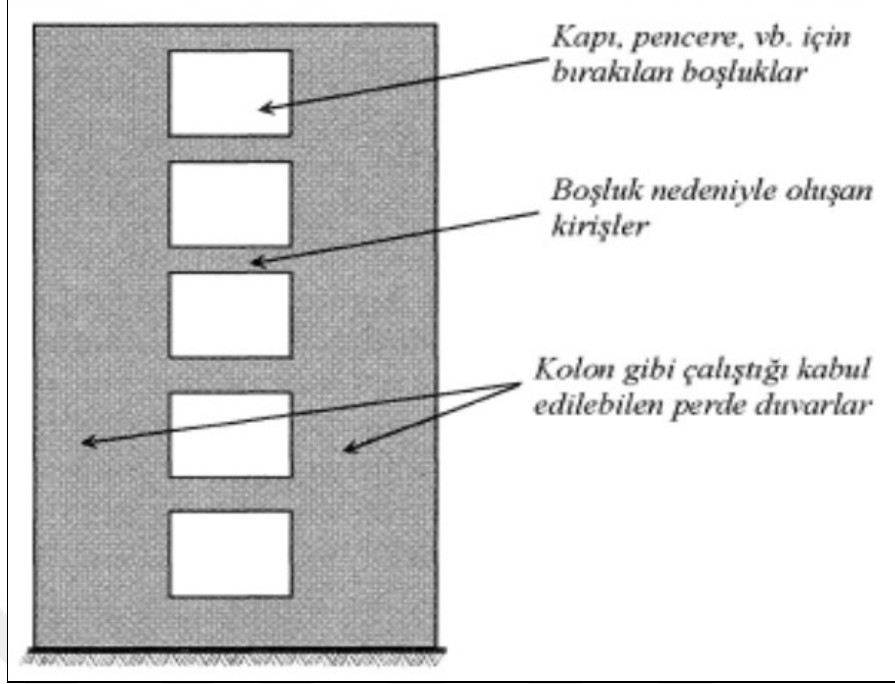 Kapı, pencere, vb. için
bırakılan boşluklar
Boşluk nedeniyle oluşan
kirişler
Kolon gibi çalıştığı kabul
edilebilen perde duvarlar